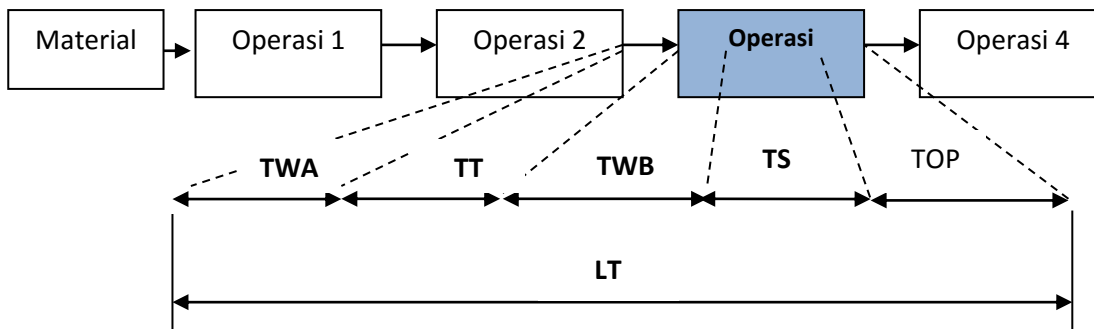 Material
Operasi 1
Operasi 2
Operasi
Operasi 4
TWA
TT
TWB
TS
TOP
LT